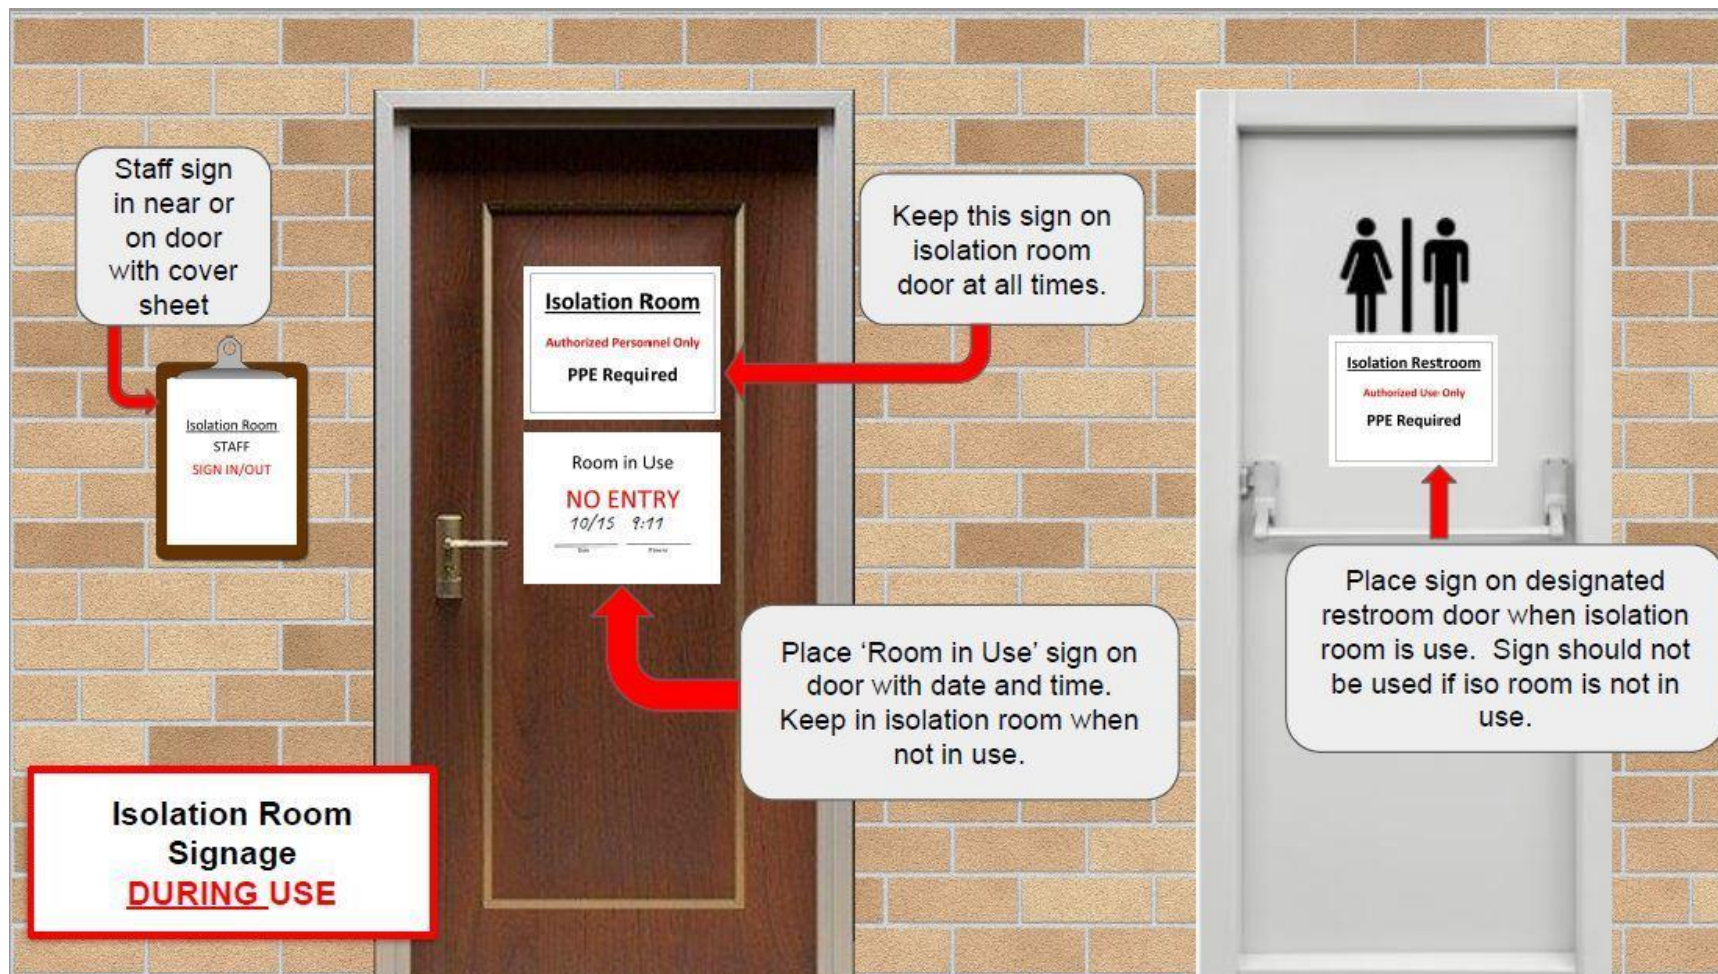 Staff sign
in near or
on door
with cover
sheet
Isolation Room
STAFF
SIGN IN/OUT
Isolation Room
Authorized Personnel Only
PPE Required
Room in Use
NO ENTRY
10/15 9:11
Date
Keep this sign on
isolation room
door at all times.
Isolation Restroom
Authorized Use Only
PPE Required
Place ‘Room in Use’ sign on
door with date and time.
Keep in isolation room when
not in use.
Place sign on designated
restroom door when isolation
room is use. Sign should not
be used if iso room is not in
use.
Isolation Room
Signage
DURING USE